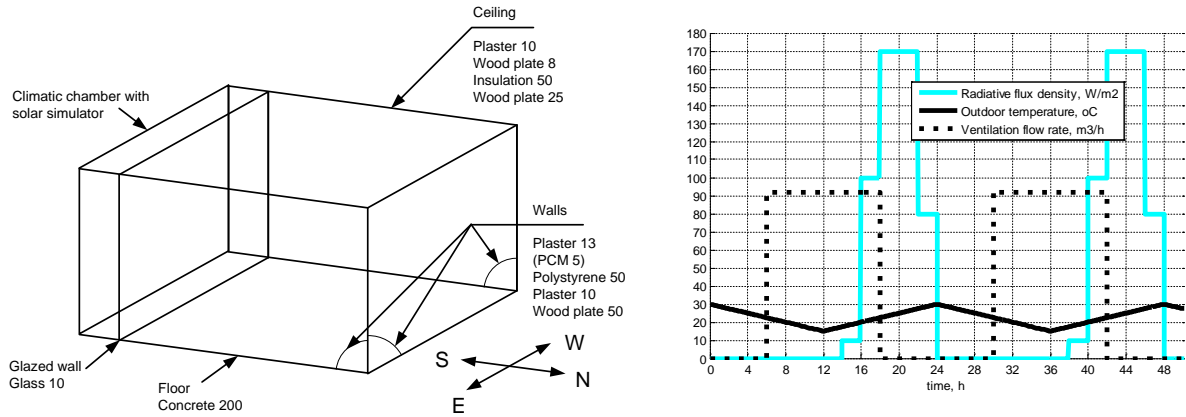 Ceiling
Plaster 10
Wood plate 8
Insulation 50
Wood plate 25
Climatic chamber with
solar simulator
Walls
Plaster 13
(PCM 5)
Polystyrene 50
Plaster 10
Wood plate 50
Glazed wall
Glass 10
Floor
Concrete 200
S
W
E
N
180
170
160
150
140
130
120
110
100
90
80
70
60
50
40
30
20
10
0
Radiative flux density, W/m2
Outdoor temperature, oC
Ventilation flow rate, m3/h
0 4 8 12 16 20 24 28 32 36 40 44 48
time, h